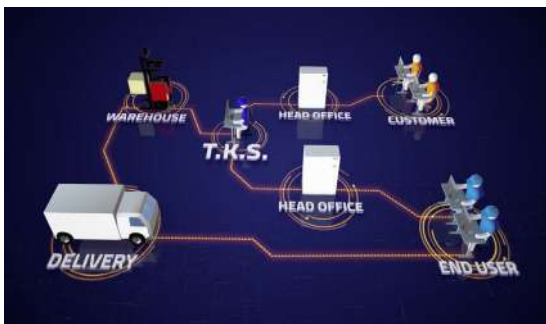 WAREHOUSE
HEAD OFFICE
CUSTOMER
T.K.S.
HEAD OFFICE
DELIVERY
END USER